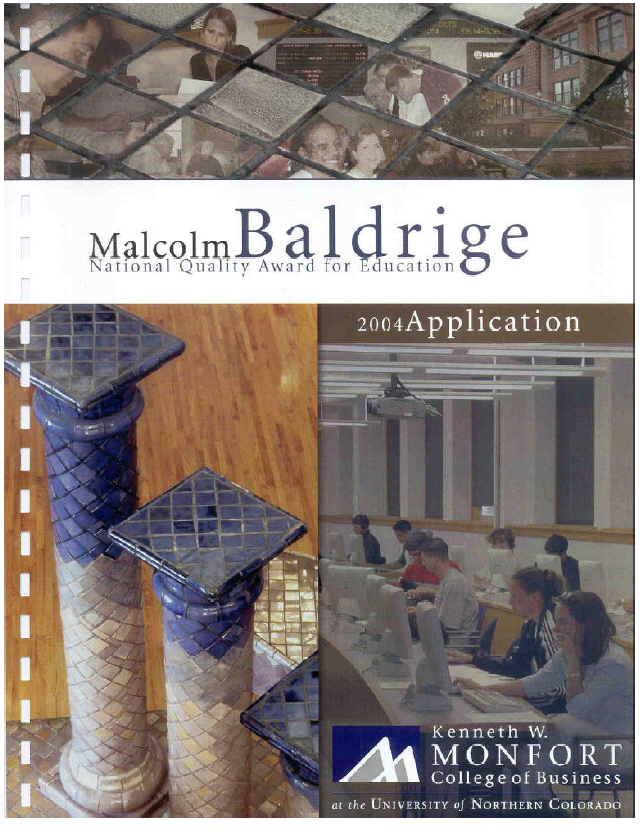 Malcolm Baldrige
National Quality Award for Education
2004 Application
Kenneth W.
MONFORT
College of Business
at the UNIVERSITY of NORTHERN COLORADO